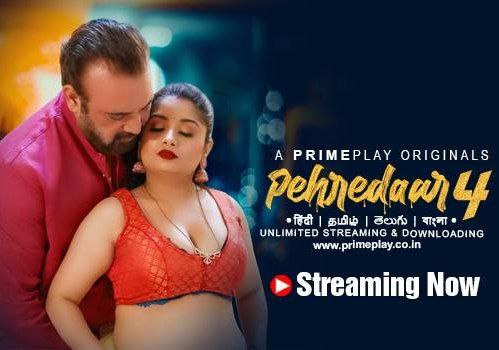 A PRIMEPLAY ORIGINALS
Pehredaar 4
• हिंदी | தமிழ் | తెలుగు | বাংলা •
UNLIMITED STREAMING & DOWNLOADING
www.primeplay.co.in
Streaming Now